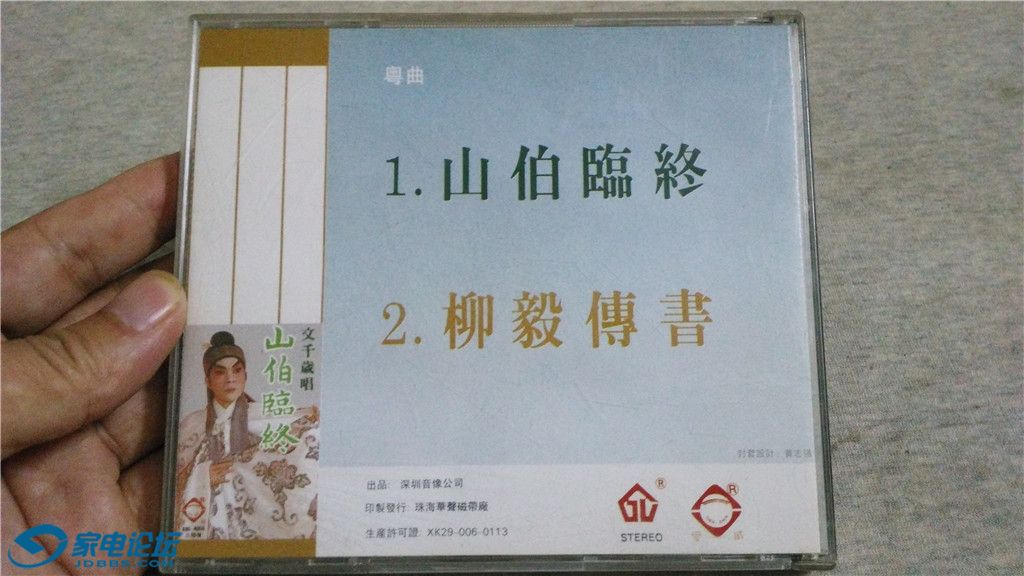 粤曲
1.山伯臨終
2.柳毅傳書
文千歲唱
山伯臨終
封套設計:黃志強
出品: 深圳音像公司
印製發行: 珠海華聲磁帶廠
生産許可證: XK29-006-0113
R
STEREO
R
家电论坛
JDBBS.COM